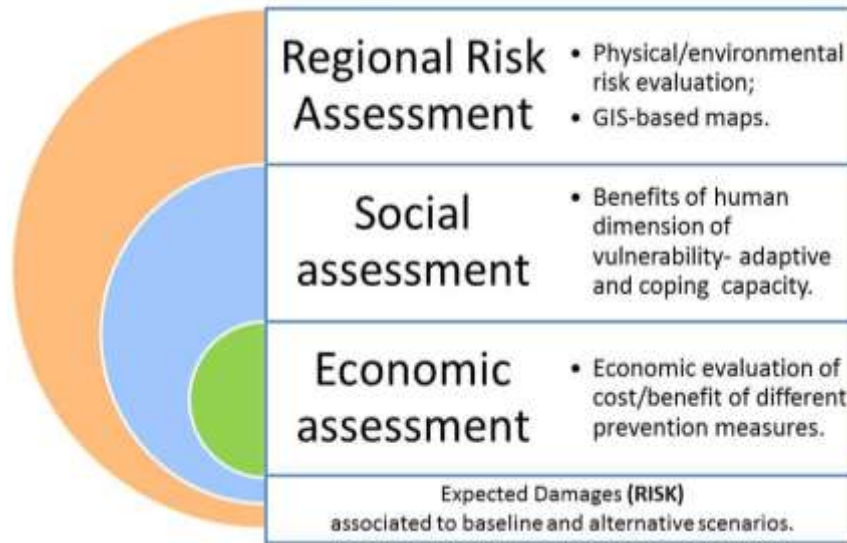 Regional Risk
Assessment
• Physical/environmental
risk evaluation;
• GIS-based maps.
Social
assessment
• Benefits of human
dimension of
vulnerability- adaptive
and coping capacity.
Economic
assessment
• Economic evaluation of
cost/benefit of different
prevention measures.
Expected Damages (RISK)
associated to baseline and alternative scenarios.